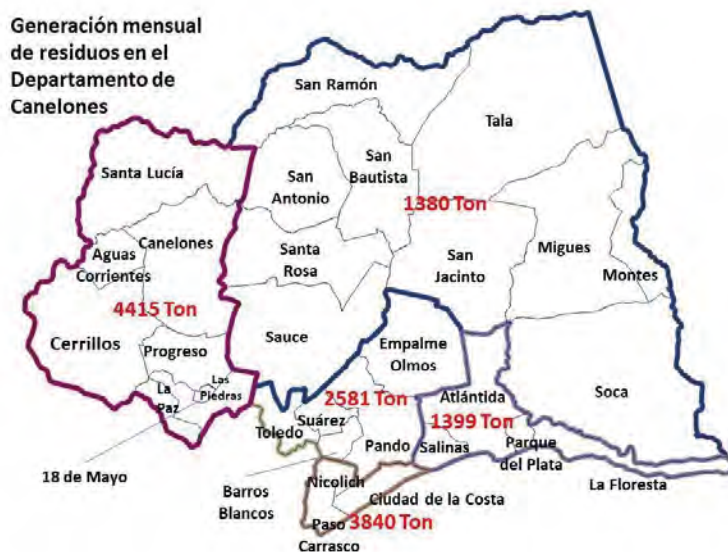 Generación mensual
de residuos en el
Departamento de
Canelones
San Ramón
Tala
Santa Lucía
San
Bautista
San
Antonio
1380 Ton
Aguas
Corrientes
Canelones
Santa
Rosa
San
Jacinto
Migues
Montes
4415 Ton
Cerrillos
Progreso
Sauce
Empalme
Olmos
La
Paz
Las
Piedras
2581 Ton
Atlántida
Soca
Toledo
Suárez
1399 Ton
18 de Mayo
Pando
Salinas
Parque
del Plata
Barros
Blancos
Nicolich
Ciudad de la Costa
La Floresta
Paso
Carrasco
3840 Ton